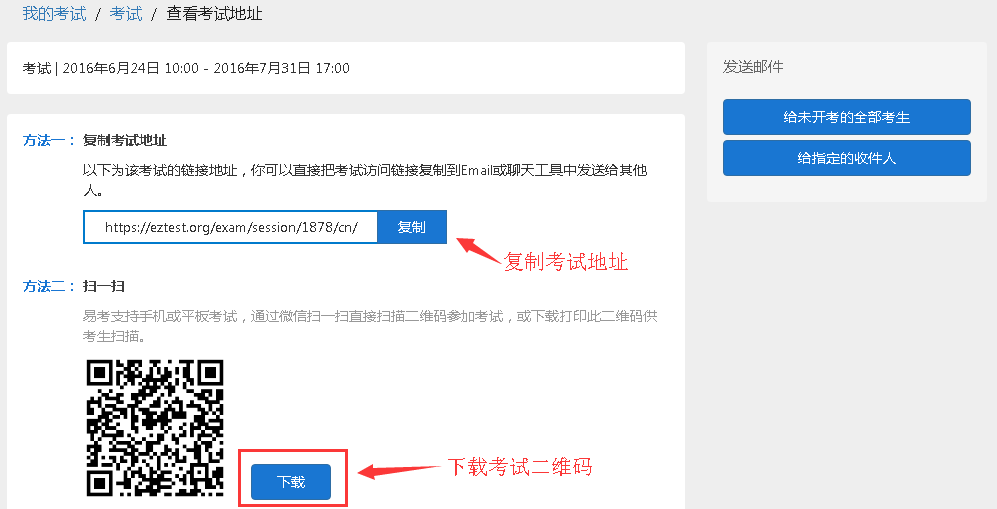 我的考试 / 考试 / 查看考试地址
考试 | 2016年6月24日 10:00 - 2016年7月31日 17:00
发送邮件
给未开考的全部考生
给指定的收件人
方法一： 复制考试地址
以下为该考试的链接地址，你可以直接把考试访问链接复制到Email或聊天工具中发送给其他
人。
https://eztest.org/exam/session/1878/cn/ 复制
复制考试地址
方法二： 扫一扫
易考支持手机或平板考试，通过微信扫一扫直接扫描二维码参加考试，或下载打印此二维码供
考生扫描。
下载考试二维码
下载